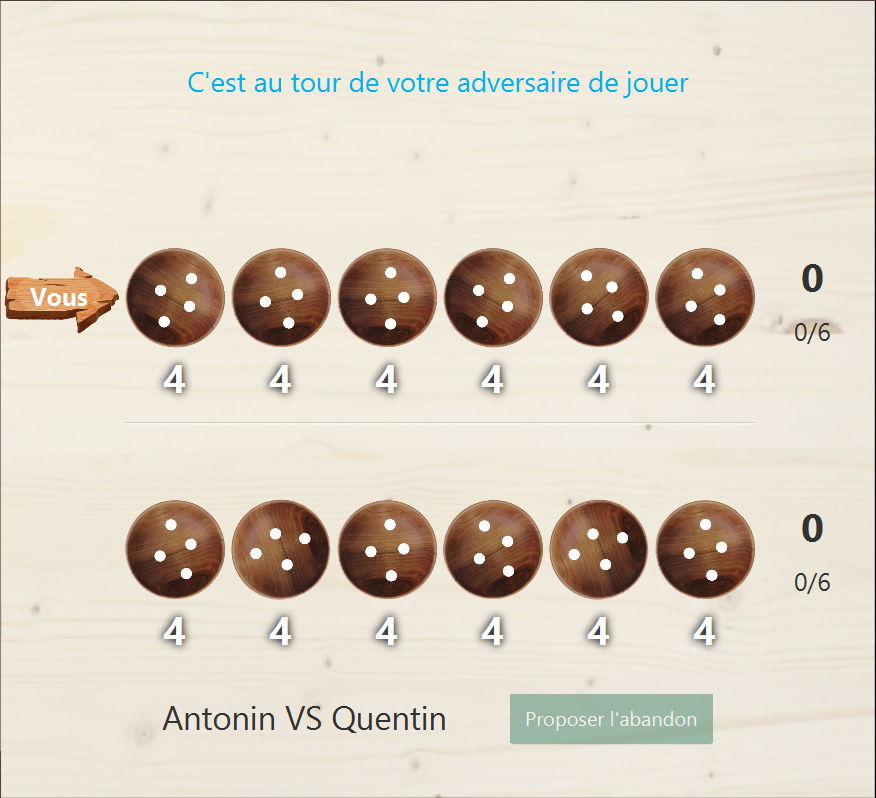 C'est au tour de votre adversaire de jouer
Vous
0
0/6
4 4 4 4 4 4
0
0/6
4 4 4 4 4 4
Antonin VS Quentin
Proposer l'abandon